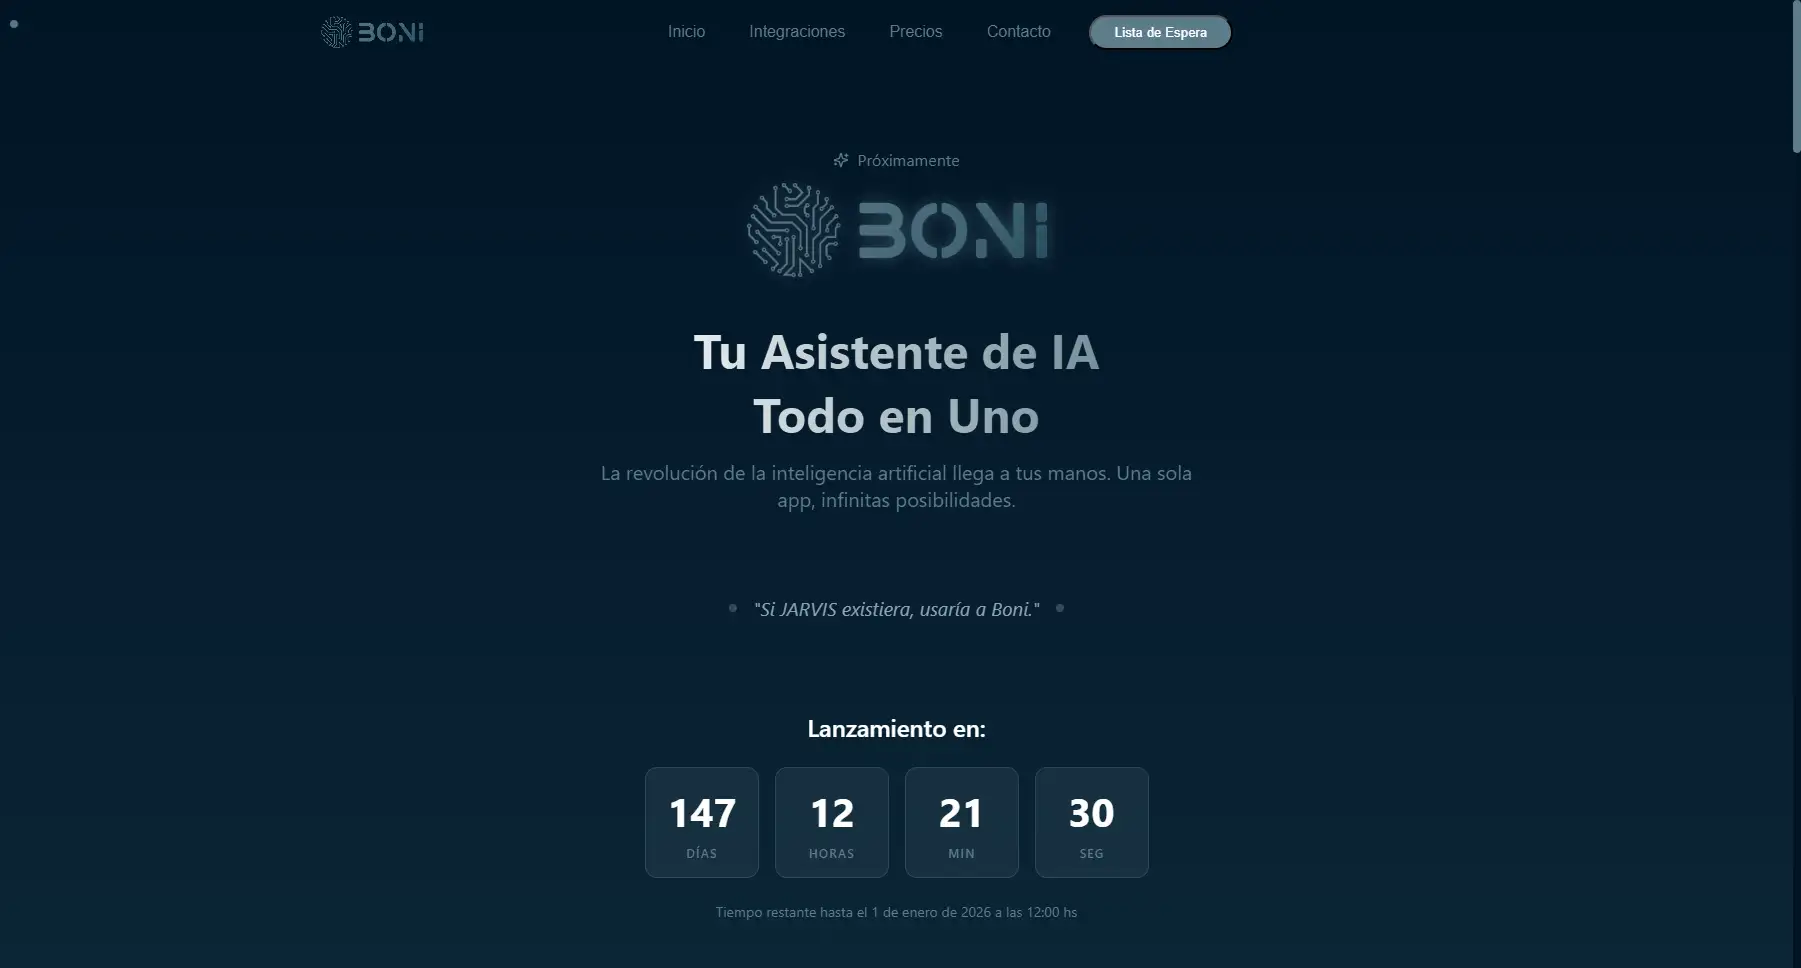 BONi
Inicio
Integraciones
Precios
Contacto
Lista de Espera
Próximamente
BONi
Tu Asistente de IA
Todo en Uno
La revolución de la inteligencia artificial llega a tus manos. Una sola
app, infinitas posibilidades.
"Si JARVIS existiera, usaría a Boni."
Lanzamiento en:
147
DÍAS
12
HORAS
21
MIN
30
SEG
Tiempo restante hasta el 1 de enero de 2026 a las 12:00 hs